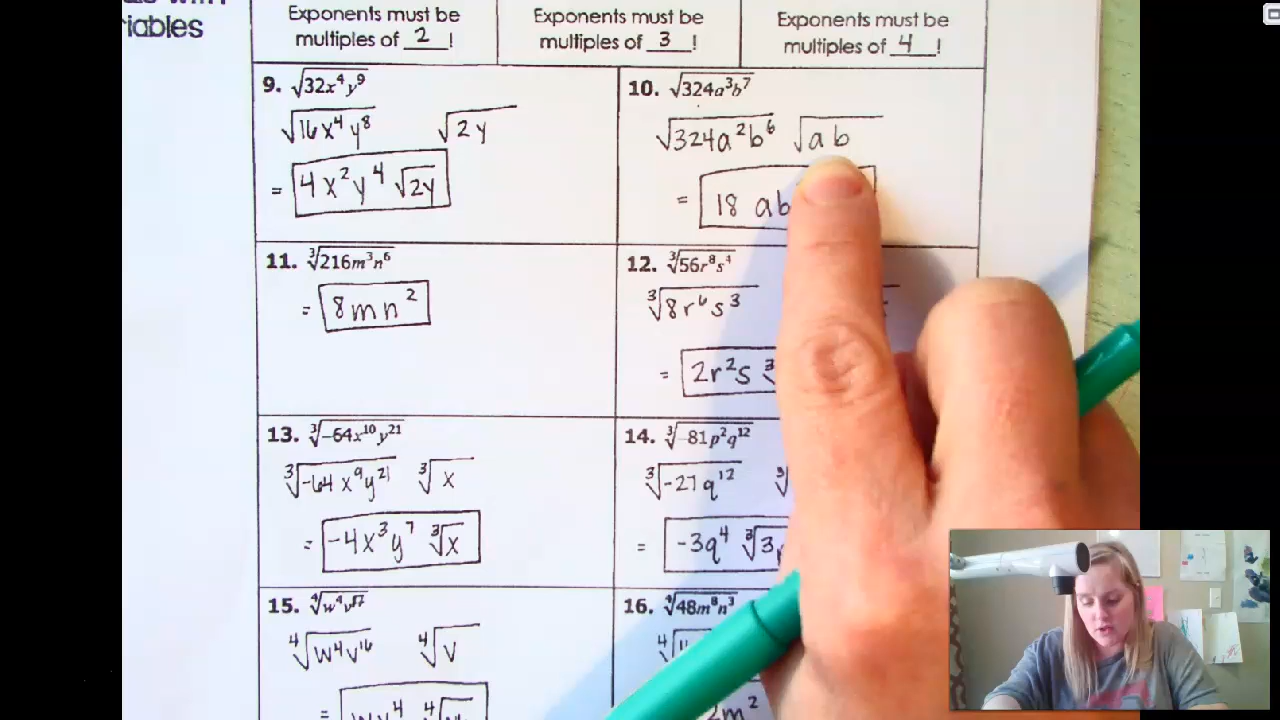 iables
Exponents must be
multiples of 2 !
Exponents must be
multiples of 3 !
Exponents must be
multiples of 4 !
9. √32x⁴y⁹
√16x⁴y⁸ √2y
= 4x²y⁴ √2y
10. √324a³b⁷
√324a²b⁶ √ab
= 18 ab
11. ∛216m³n⁶
= 8mn²
12. ∛56r⁸s⁴
∛8r⁶s³
= 2r²s ∛
13. ∛-64x¹⁰y²¹
∛-64x⁹y²¹ ∛x
= -4x³y⁷ ∛x
14. ∛-81p²q¹²
∛-27q¹² ∛
= -3q⁴ ∛3
15. ∜w⁴v¹⁷
∜w⁴v¹⁶ ∜v
= wv⁴ ∜v
16. ∜48m⁸n³
2m²